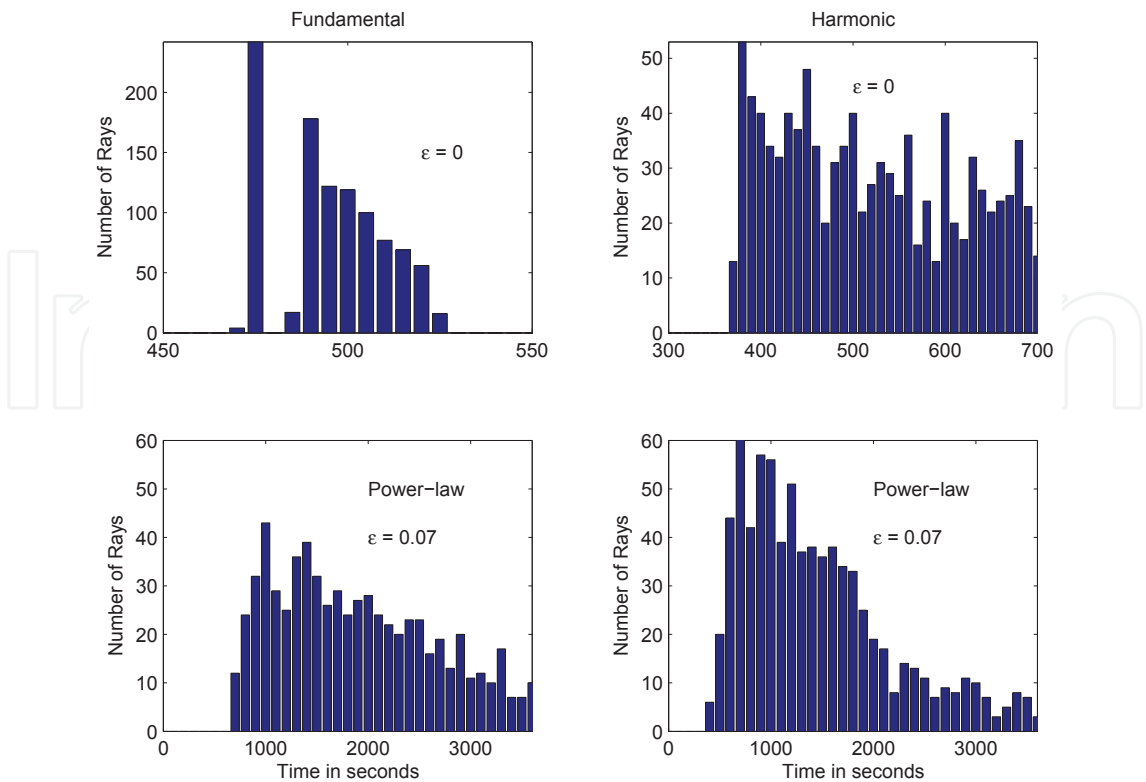 Fundamental
Number of Rays
200
150
100
50
0
ε = 0
450 500 550
Harmonic
Number of Rays
50
40
30
20
10
0
ε = 0
300 400 500 600 700
Number of Rays
60
50
40
30
20
10
0
Power−law
ε = 0.07
0 1000 2000 3000
Time in seconds
Number of Rays
60
50
40
30
20
10
0
Power−law
ε = 0.07
0 1000 2000 3000
Time in seconds